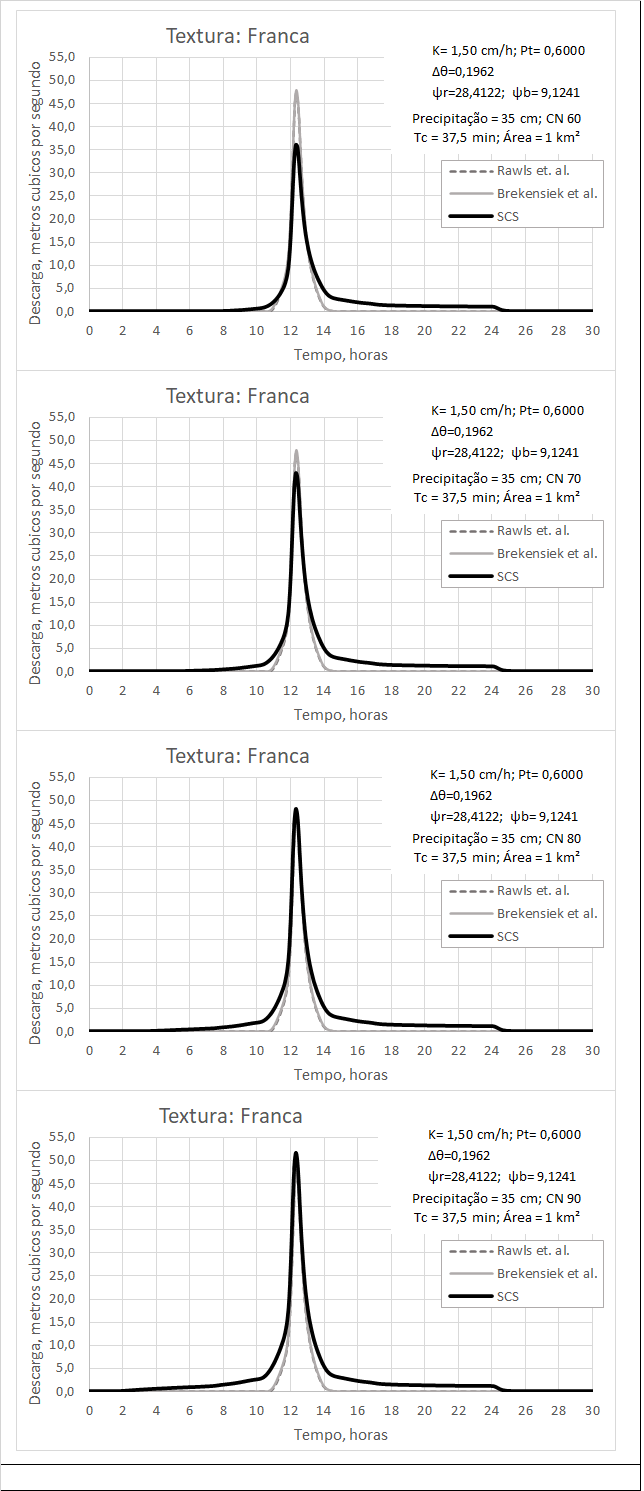 Textura: Franca
K= 1,50 cm/h; Pt= 0,6000
Δθ=0,1962
ψr=28,4122;  ψb= 9,1241
Precipitação = 35 cm; CN 60
Tc = 37,5 min; Área = 1 km²
Rawls et. al.
Brekensiek et al.
SCS
Descarga, metros cubicos por segundo
55,0
50,0
45,0
40,0
35,0
30,0
25,0
20,0
15,0
10,0
5,0
0,0
0 2 4 6 8 10 12 14 16 18 20 22 24 26 28 30
Tempo, horas
Textura: Franca
K= 1,50 cm/h; Pt= 0,6000
Δθ=0,1962
ψr=28,4122;  ψb= 9,1241
Precipitação = 35 cm; CN 70
Tc = 37,5 min; Área = 1 km²
Rawls et. al.
Brekensiek et al.
SCS
Descarga, metros cubicos por segundo
55,0
50,0
45,0
40,0
35,0
30,0
25,0
20,0
15,0
10,0
5,0
0,0
0 2 4 6 8 10 12 14 16 18 20 22 24 26 28 30
Tempo, horas
Textura: Franca
K= 1,50 cm/h; Pt= 0,6000
Δθ=0,1962
ψr=28,4122;  ψb= 9,1241
Precipitação = 35 cm; CN 80
Tc = 37,5 min; Área = 1 km²
Rawls et. al.
Brekensiek et al.
SCS
Descarga, metros cubicos por segundo
55,0
50,0
45,0
40,0
35,0
30,0
25,0
20,0
15,0
10,0
5,0
0,0
0 2 4 6 8 10 12 14 16 18 20 22 24 26 28 30
Tempo, horas
Textura: Franca
K= 1,50 cm/h; Pt= 0,6000
Δθ=0,1962
ψr=28,4122;  ψb= 9,1241
Precipitação = 35 cm; CN 90
Tc = 37,5 min; Área = 1 km²
Rawls et. al.
Brekensiek et al.
SCS
Descarga, metros cubicos por segundo
55,0
50,0
45,0
40,0
35,0
30,0
25,0
20,0
15,0
10,0
5,0
0,0
0 2 4 6 8 10 12 14 16 18 20 22 24 26 28 30
Tempo, horas